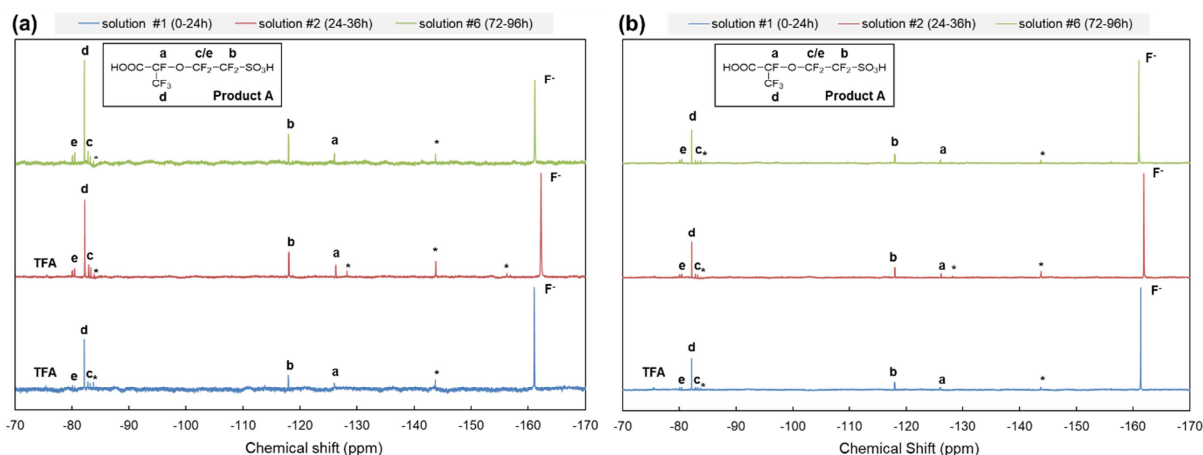 (a)
solution #1 (0-24h) solution #2 (24-36h) solution #6 (72-96h)
d
a c/e b
HOOC-CF-O-CF2-CF2-SO3H
CF3
d Product A
F-
e c * b a *
d
F-
TFA e c * b a * * *
d
F-
TFA e c * b a *
-70 -80 -90 -100 -110 -120 -130 -140 -150 -160 -170
Chemical shift (ppm)
(b)
solution #1 (0-24h) solution #2 (24-36h) solution #6 (72-96h)
a c/e b
HOOC-CF-O-CF2-CF2-SO3H
CF3
d Product A
F-
d
e c * b a *
F-
d
e c * b a * *
F-
d
TFA e c * b a *
-70 -80 -90 -100 -110 -120 -130 -140 -150 -160 -170
Chemical Shift (ppm)